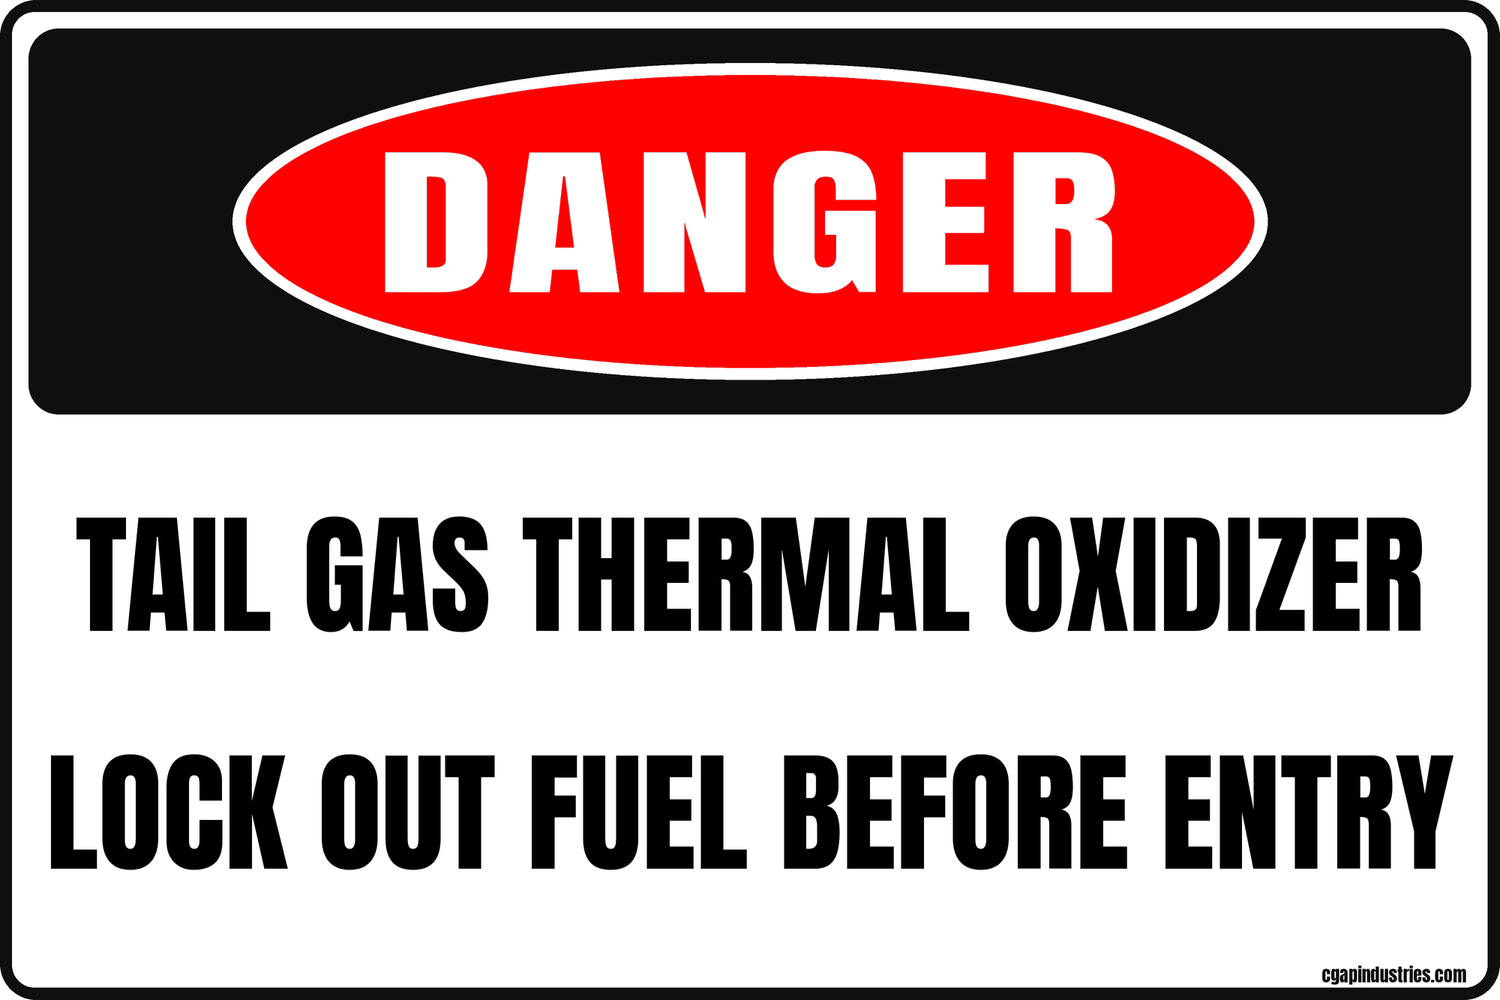 DANGER
TAIL GAS THERMAL OXIDIZER
LOCK OUT FUEL BEFORE ENTRY
cgapindustries.com